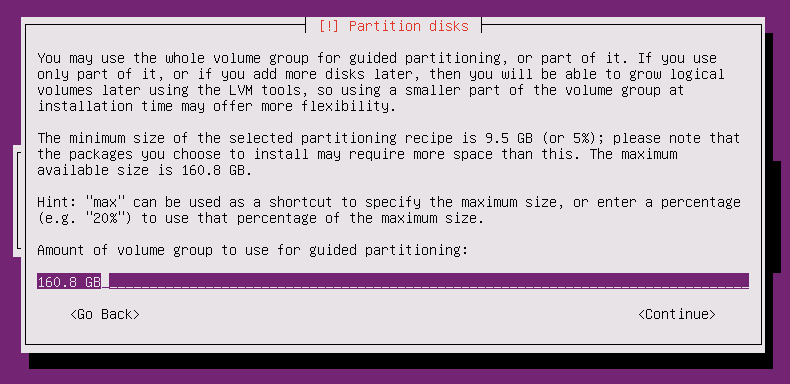 [!] Partition disks
You may use the whole volume group for guided partitioning, or part of it. If you use
only part of it, or if you add more disks later, then you will be able to grow logical
volumes later using the LVM tools, so using a smaller part of the volume group at
installation time may offer more flexibility.
The minimum size of the selected partitioning recipe is 9.5 GB (or 5%); please note that
the packages you choose to install may require more space than this. The maximum
available size is 160.8 GB.
Hint: "max" can be used as a shortcut to specify the maximum size, or enter a percentage
(e.g. "20%") to use that percentage of the maximum size.
Amount of volume group to use for guided partitioning:
160.8 GB
<Go Back> <Continue>